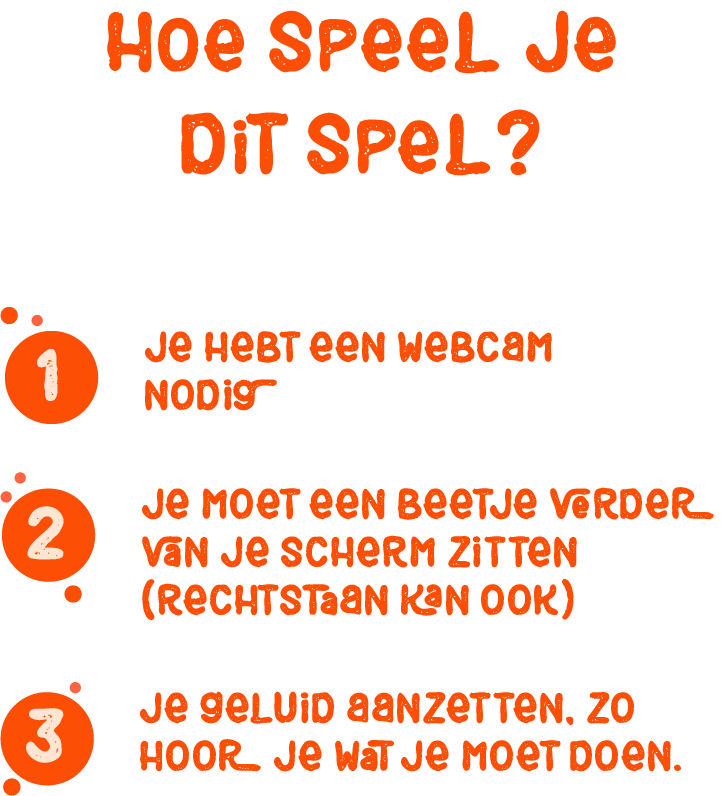 Hoe speel je
dit spel?
1
Je hebt een webcam
nodig
2
Je moet een beetje verder
van je scherm zitten
(rechtstaan kan ook)
3
Je geluid aanzetten, zo
hoor je wat je moet doen.